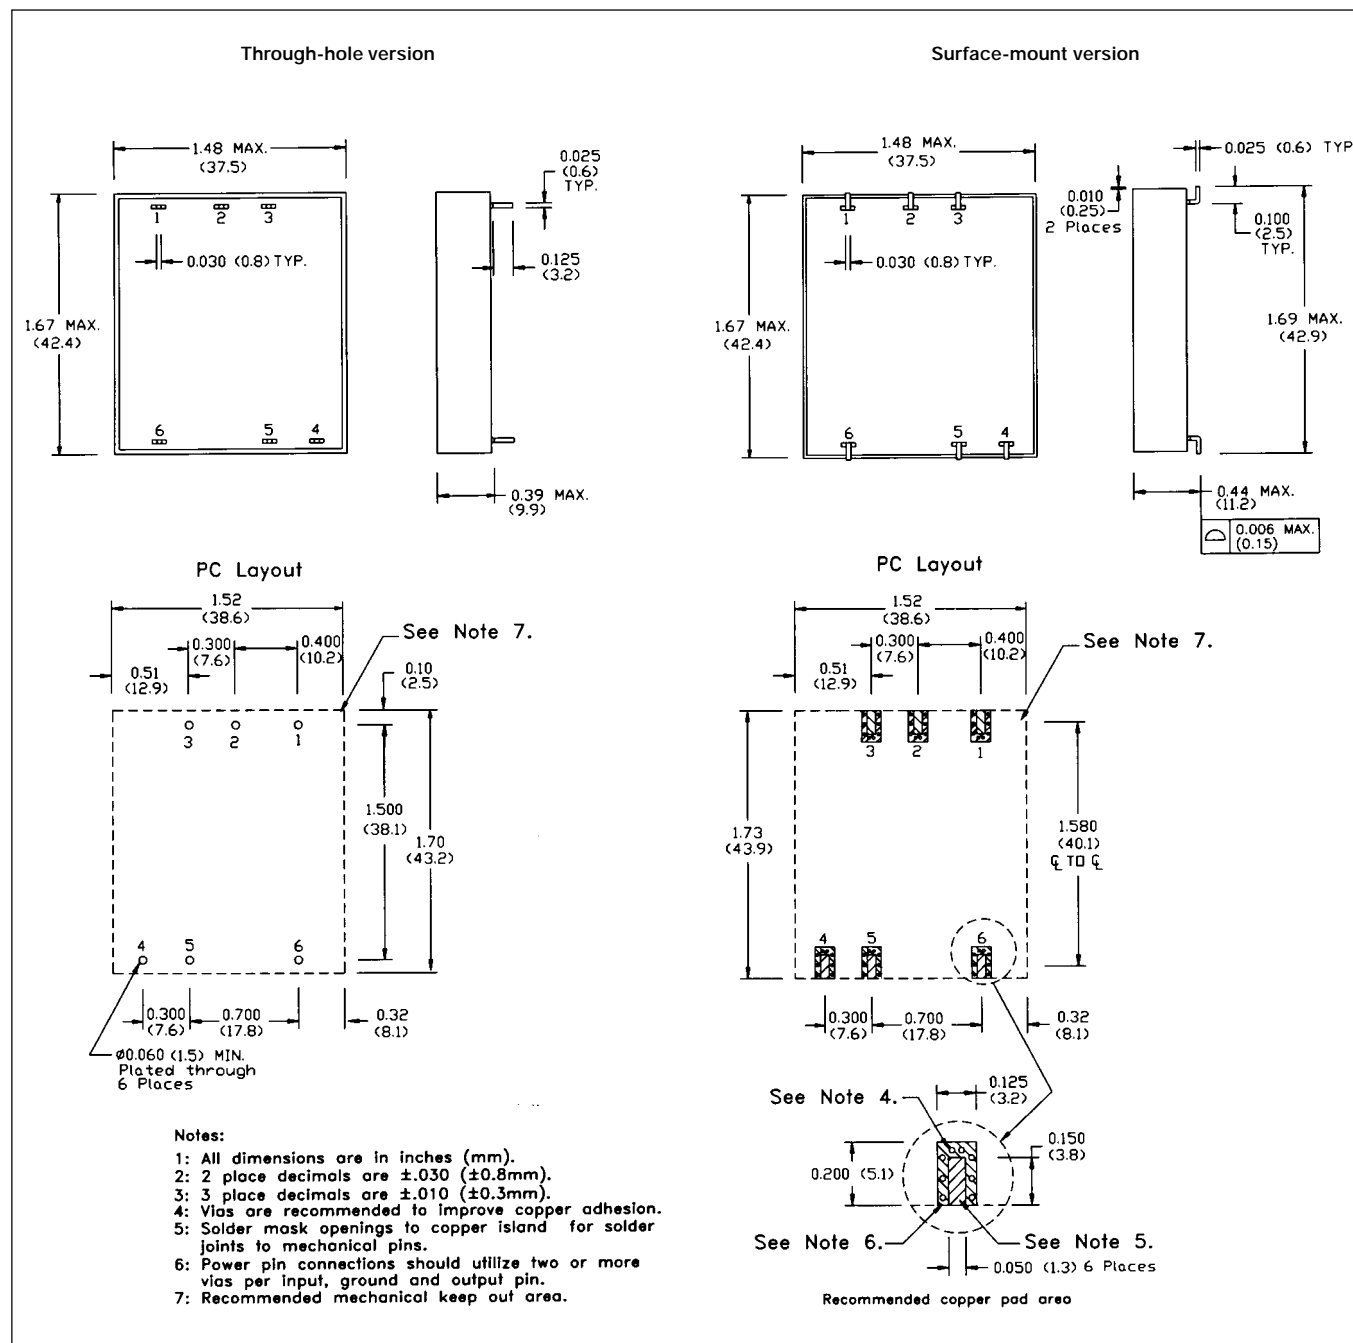 Through-hole version
Surface-mount version
1.48 MAX.
(37.5)
0.025
(0.6)
TYP.
1
2
3
0.030 (0.8) TYP.
0.125
(3.2)
1.67 MAX.
(42.4)
6
5
4
0.39 MAX.
(9.9)
1.48 MAX.
(37.5)
0.025 (0.6) TYP
0.010
(0.25)
2 Places
0.100
(2.5)
TYP.
1
2
3
0.030 (0.8) TYP.
1.67 MAX.
(42.4)
1.69 MAX.
(42.9)
6
5
4
0.44 MAX.
(11.2)
0.006 MAX.
(0.15)
PC Layout
1.52
(38.6)
See Note 7.
0.300
(7.6)
0.400
(10.2)
0.51
(12.9)
0.10
(2.5)
3
2
1
1.500
(38.1)
1.70
(43.2)
4
5
6
0.300
(7.6)
0.700
(17.8)
0.32
(8.1)
Ø0.060 (1.5) MIN.
Plated through
6 Places
PC Layout
1.52
(38.6)
0.300
(7.6)
0.400
(10.2)
See Note 7.
0.51
(12.9)
3
2
1
1.73
(43.9)
1.580
(40.1)
℄ TO ℄
4
5
6
0.300
(7.6)
0.700
(17.8)
0.32
(8.1)
See Note 4.
0.125
(3.2)
0.150
(3.8)
0.200 (5.1)
See Note 6.
See Note 5.
0.050 (1.3) 6 Places
Recommended copper pad area
Notes:
1: All dimensions are in inches (mm).
2: 2 place decimals are ±.030 (±0.8mm).
3: 3 place decimals are ±.010 (±0.3mm).
4: Vias are recommended to improve copper adhesion.
5: Solder mask openings to copper island for solder
joints to mechanical pins.
6: Power pin connections should utilize two or more
vias per input, ground and output pin.
7: Recommended mechanical keep out area.